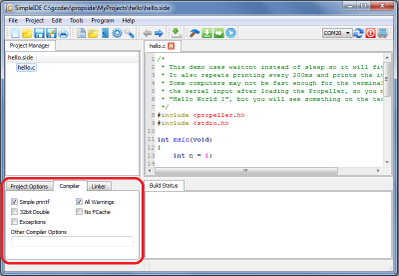 SimpleIDE C:\gccdev\propside\MyProjects\hello\hello.side
File Project Edit Tools Program Help
COM20
Project Manager
hello.side
hello.c
hello.c
1 /*
2 * This demo uses waitcnt instead of sleep so it will fit
3 * It also repeats printing every 200ms and prints the it
4 * Some computers may not be fast enough for the terminal
5 * the serial input after loading the Propeller, so you m
6 * "Hello World 1", but you will see something on the ter
7 */
8 #include <propeller.h>
9 #include <stdio.h>
10
11 int main(void)
12 {
13 int n = 1;
Project Options Compiler Linker
Simple printf All Warnings
32bit Double No FCache
Exceptions
Other Compiler Options
Build Status